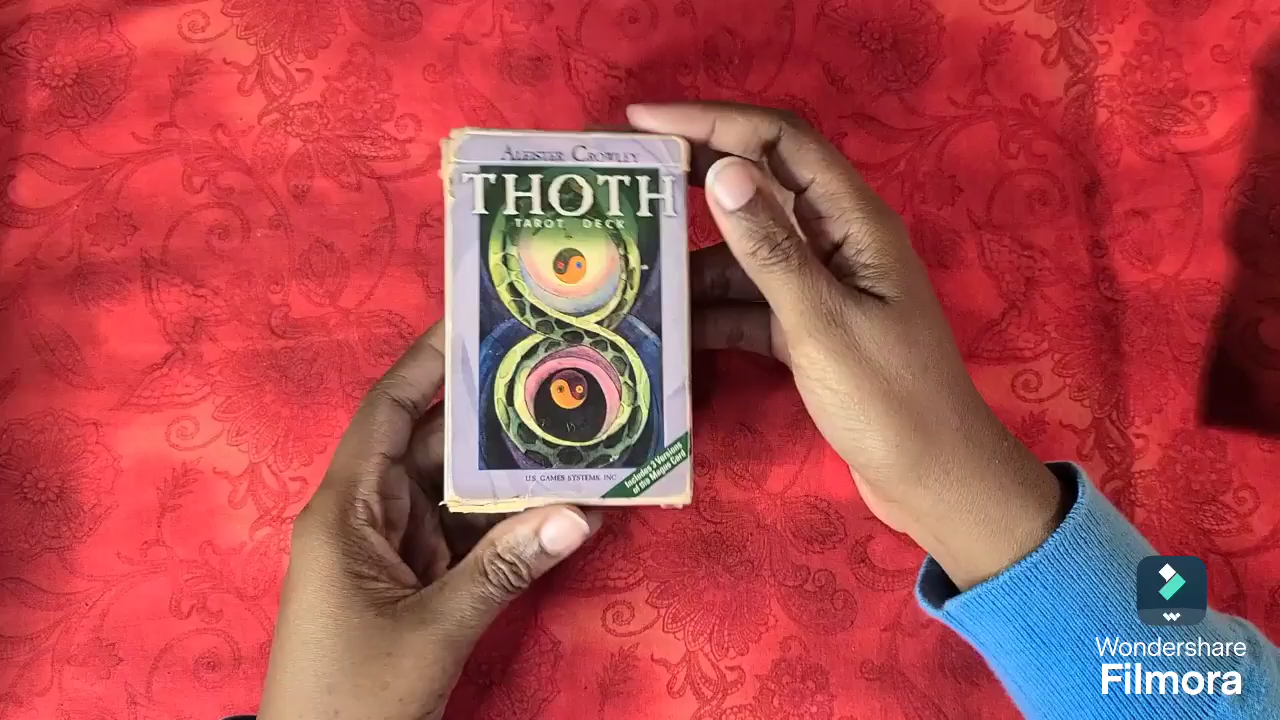 ALEISTER CROWLEY
THOTH
TAROT DECK
Includes 3 Versions
of the Magus Card
U.S. GAMES SYSTEMS, INC.
Wondershare
Filmora